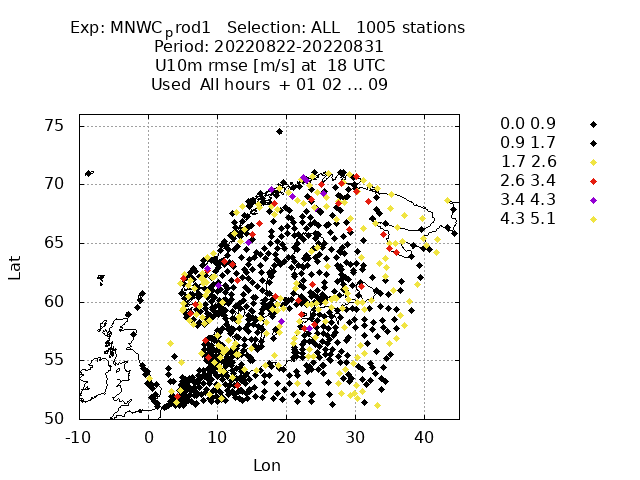 Exp: MNWCprod1 Selection: ALL 1005 stations
Period: 20220822-20220831
U10m rmse [m/s] at 18 UTC
Used All hours + 01 02 ... 09
75
70
65
60
55
50
-10 0 10 20 30 40
Lat
Lon
0.0 0.9
0.9 1.7
1.7 2.6
2.6 3.4
3.4 4.3
4.3 5.1